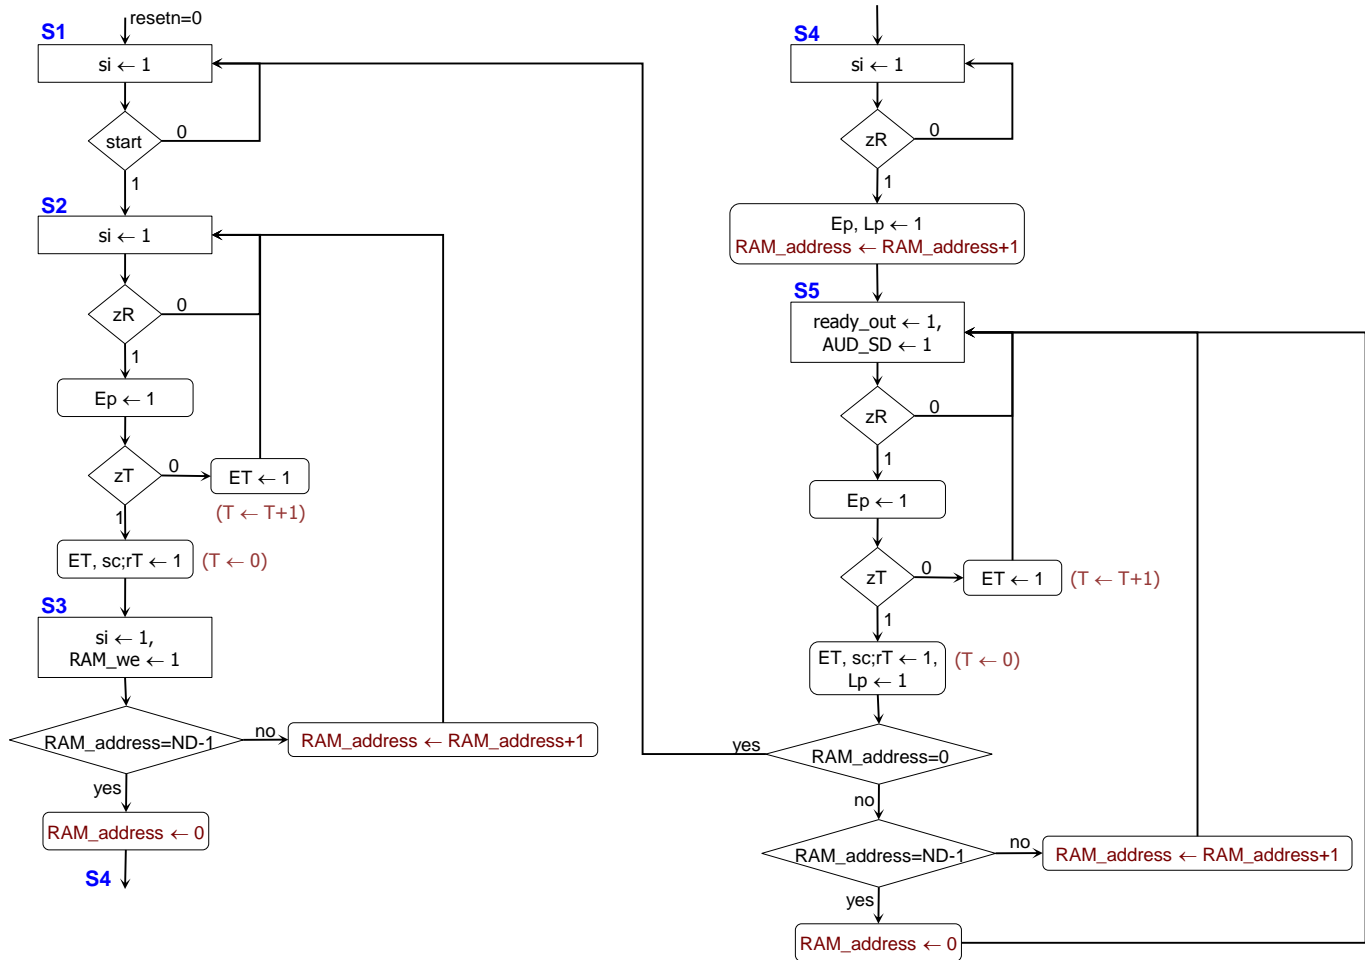 resetn=0
S1
si ← 1
start
0
1
S2
si ← 1
zR
0
1
Ep ← 1
zT
0
ET ← 1
(T ← T+1)
1
ET, sc;rT ← 1
(T ← 0)
S3
si ← 1,
RAM_we ← 1
RAM_address=ND-1
no
RAM_address ← RAM_address+1
yes
RAM_address ← 0
S4
S4
si ← 1
zR
0
1
Ep, Lp ← 1
RAM_address ← RAM_address+1
S5
ready_out ← 1,
AUD_SD ← 1
zR
0
1
Ep ← 1
zT
0
ET ← 1
(T ← T+1)
1
ET, sc;rT ← 1,
Lp ← 1
(T ← 0)
yes
RAM_address=0
no
RAM_address=ND-1
no
RAM_address ← RAM_address+1
yes
RAM_address ← 0